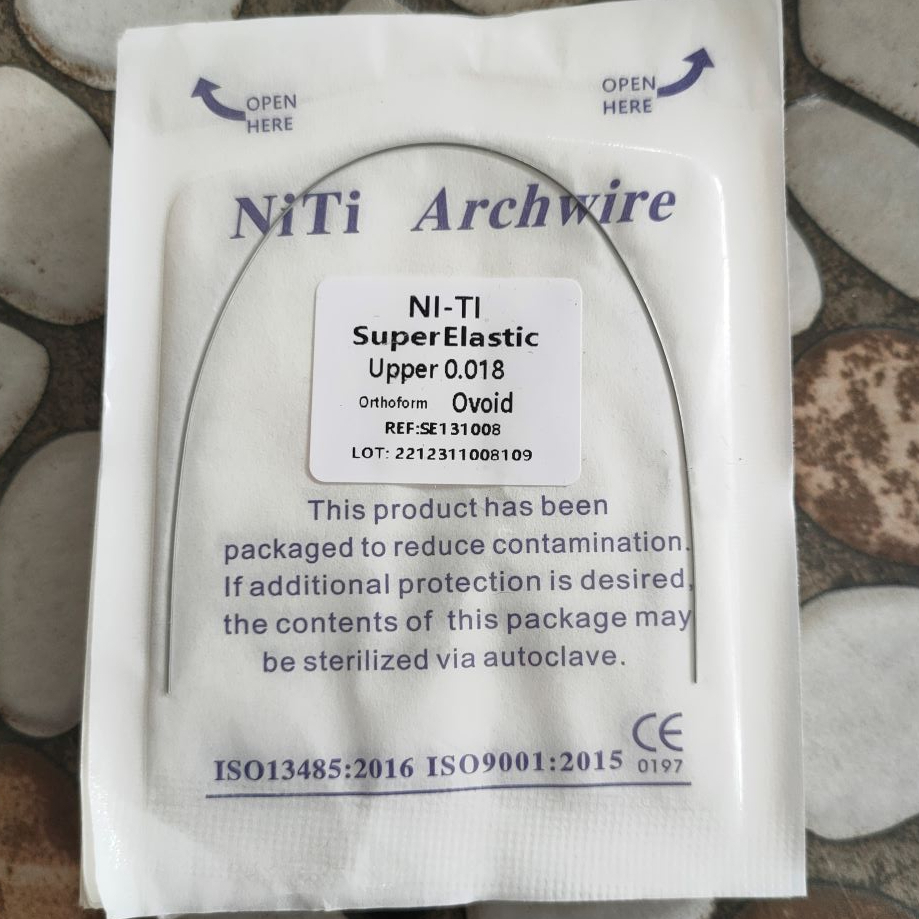 OPEN
HERE
OPEN
HERE
NiTi Archwire
NI-TI
SuperElastic
Upper 0.018
Orthoform Ovoid
REF:SE131008
LOT: 2212311008109
This product has been
packaged to reduce contamination.
If additional protection is desired,
the contents of this package may
be sterilized via autoclave.
ISO13485:2016 ISO9001:2015 CE
0197